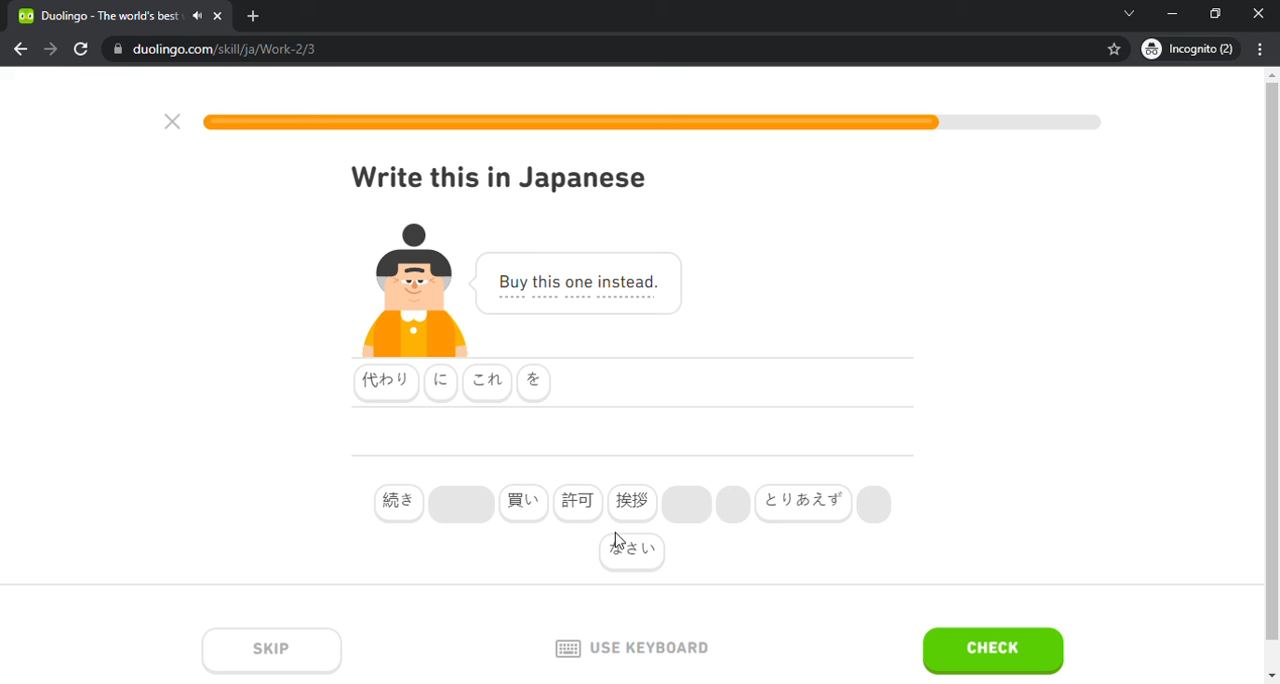 Duolingo - The world's best
duolingo.com/skill/ja/Work-2/3
Incognito (2)
Write this in Japanese
Buy this one instead.
代わり に これ を
続き 買い 許可 挨拶 とりあえず
なさい
SKIP
USE KEYBOARD
CHECK